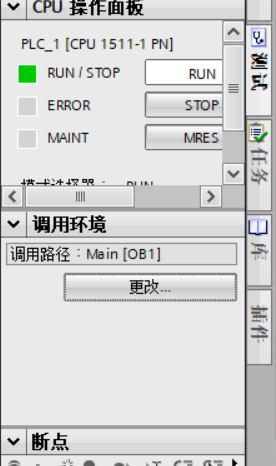 CPU 操作面板
PLC_1 [CPU 1511-1 PN]
RUN / STOP RUN
ERROR STOP
MAINT MRES
模式选择器： RUN
测试
任务
库
插件
调用环境
调用路径：Main [OB1]
更改...
断点